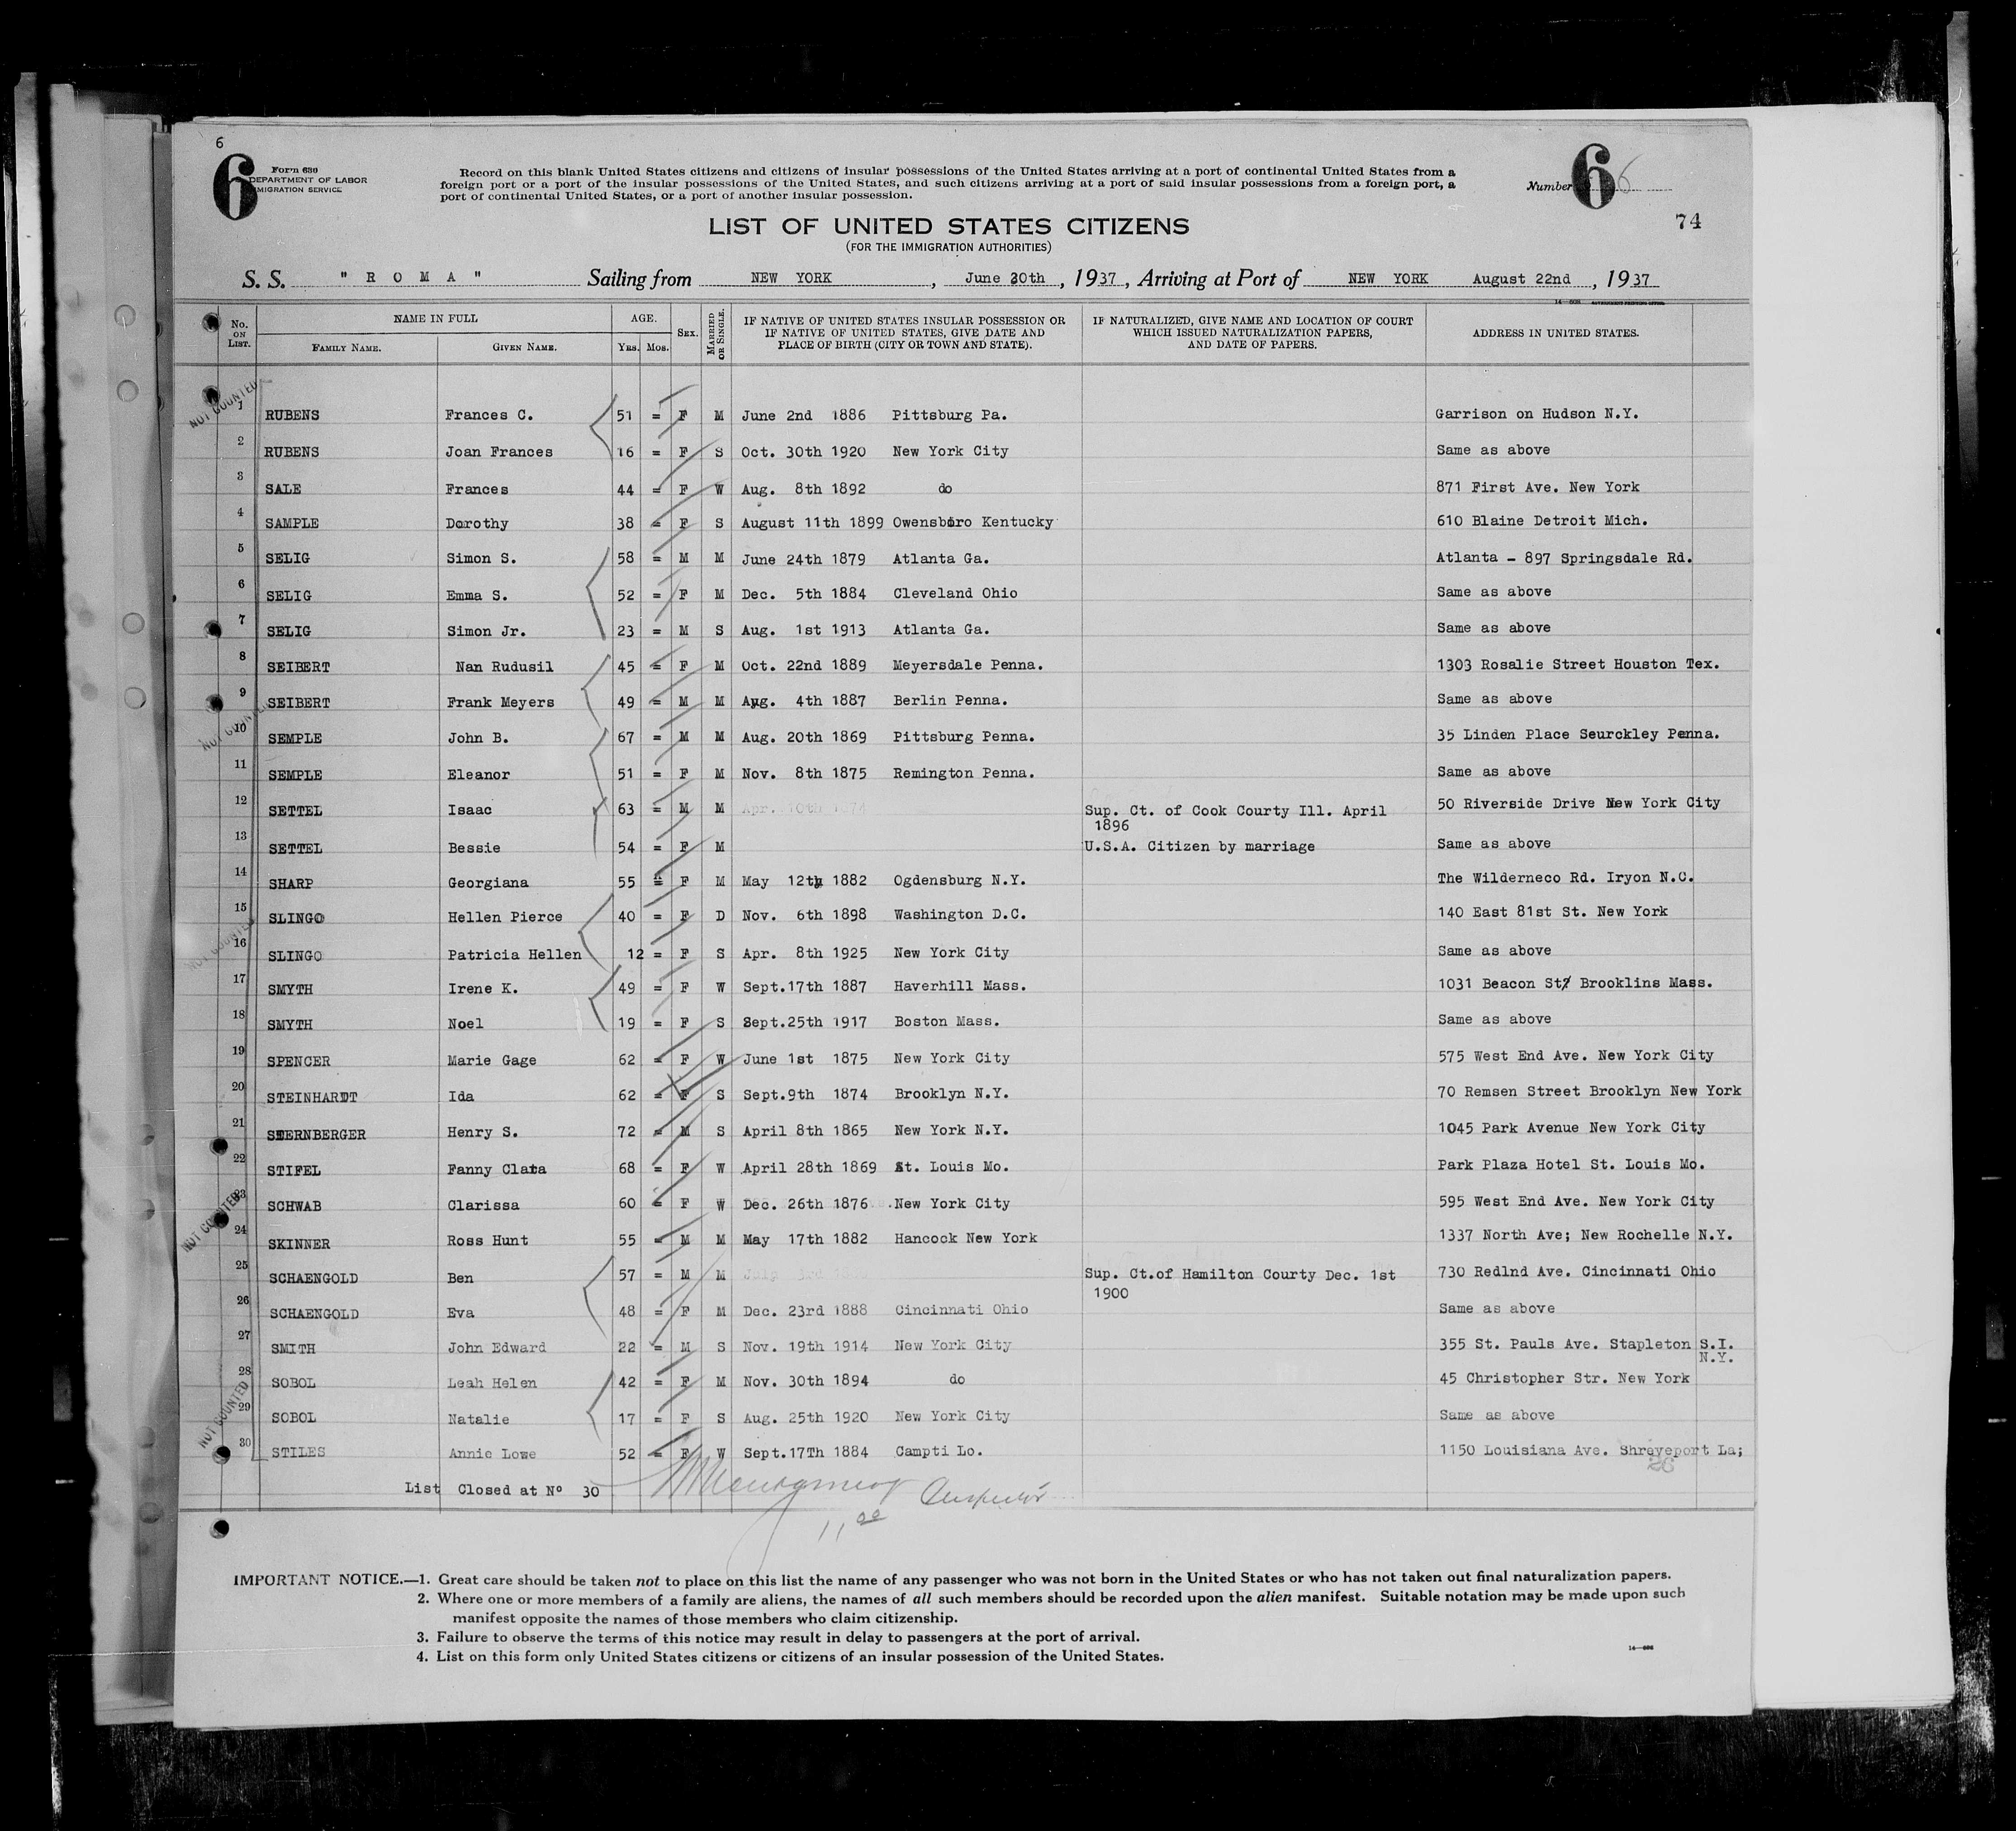 6
6 Form 630 DEPARTMENT OF LABOR IMMIGRATION SERVICE
Record on this blank United States citizens and citizens of insular possessions of the United States arriving at a port of continental United States from a
foreign port or a port of the insular possessions of the United States, and such citizens arriving at a port of said insular possessions from a foreign port, a
port of continental United States, or a port of another insular possession.
Number 6 6
74
LIST OF UNITED STATES CITIZENS
(FOR THE IMMIGRATION AUTHORITIES)
S. S. " R O M A " Sailing from NEW YORK, June 30th, 1937, Arriving at Port of NEW YORK August 22nd, 1937
No. ON LIST. NAME IN FULL FAMILY NAME. GIVEN NAME. AGE. YRS. MOS. SEX. MARRIED OR SINGLE. IF NATIVE OF UNITED STATES INSULAR POSSESSION OR IF NATIVE OF UNITED STATES, GIVE DATE AND PLACE OF BIRTH (CITY OR TOWN AND STATE). IF NATURALIZED, GIVE NAME AND LOCATION OF COURT WHICH ISSUED NATURALIZATION PAPERS, AND DATE OF PAPERS. ADDRESS IN UNITED STATES.
NOT COUNTED
1 RUBENS Frances C. 51 = F M June 2nd 1886 Pittsburg Pa. Garrison on Hudson N.Y.
2 RUBENS Joan Frances 16 = F S Oct. 30th 1920 New York City Same as above
3 SALE Frances 44 = F W Aug. 8th 1892 do 871 First Ave. New York
4 SAMPLE Dorothy 38 = F S August 11th 1899 Owensboro Kentucky 610 Blaine Detroit Mich.
5 SELIG Simon S. 58 = M M June 24th 1879 Atlanta Ga. Atlanta - 897 Springsdale Rd.
6 SELIG Emma S. 52 = F M Dec. 5th 1884 Cleveland Ohio Same as above
7 SELIG Simon Jr. 23 = M S Aug. 1st 1913 Atlanta Ga. Same as above
8 SEIBERT Nan Rudusil 45 = F M Oct. 22nd 1889 Meyersdale Penna. 1303 Rosalie Street Houston Tex.
9 SEIBERT Frank Meyers 49 = M M Aug. 4th 1887 Berlin Penna. Same as above
NOT COUNTED
10 SEMPLE John B. 67 = M M Aug. 20th 1869 Pittsburg Penna. 35 Linden Place Seurckley Penna.
11 SEMPLE Eleanor 51 = F M Nov. 8th 1875 Remington Penna. Same as above
12 SETTEL Isaac 63 = M M Apr. 10th 1874 Sup. Ct. of Cook Courty Ill. April 1896 50 Riverside Drive New York City
13 SETTEL Bessie 54 = F M U.S.A. Citizen by marriage Same as above
14 SHARP Georgiana 55 = F M May 12th 1882 Ogdensburg N.Y. The Wilderneco Rd. Iryon N.C.
15 SLINGO Hellen Pierce 40 = F D Nov. 6th 1898 Washington D.C. 140 East 81st St. New York
NOT COUNTED
16 SLINGO Patricia Hellen 12 = F S Apr. 8th 1925 New York City Same as above
17 SMYTH Irene K. 49 = F W Sept.17th 1887 Haverhill Mass. 1031 Beacon St/ Brooklins Mass.
18 SMYTH Noel 19 = F S Sept.25th 1917 Boston Mass. Same as above
19 SPENCER Marie Gage 62 = F W June 1st 1875 New York City 575 West End Ave. New York City
20 STEINHARDT Ida 62 = F S Sept.9th 1874 Brooklyn N.Y. 70 Remsen Street Brooklyn New York
21 STERNBERGER Henry S. 72 = M S April 8th 1865 New York N.Y. 1045 Park Avenue New York City
22 STIFEL Fanny Clata 68 = F W April 28th 1869 St. Louis Mo. Park Plaza Hotel St. Louis Mo.
NOT COUNTED
23 SCHWAB Clarissa 60 = F W Dec. 26th 1876 New York City 595 West End Ave. New York City
24 SKINNER Ross Hunt 55 = M M May 17th 1882 Hancock New York 1337 North Ave; New Rochelle N.Y.
25 SCHAENGOLD Ben 57 = M M July 3rd Sup. Ct.of Hamilton Courty Dec. 1st 1900 730 Redlnd Ave. Cincinnati Ohio
26 SCHAENGOLD Eva 48 = F M Dec. 23rd 1888 Cincinnati Ohio Same as above
27 SMITH John Edward 22 = M S Nov. 19th 1914 New York City 355 St. Pauls Ave. Stapleton S.I. N.Y.
28 SOBOL Leah Helen 42 = F M Nov. 30th 1894 do 45 Christopher Str. New York
NOT COUNTED
29 SOBOL Natalie 17 = F S Aug. 25th 1920 New York City Same as above
30 STILES Annie Lowe 52 = F W Sept.17Th 1884 Campti Lo. 1150 Louisiana Ave. Shreveport La;
26
List Closed at Nº 30 Montgomery Inspector
11 00
IMPORTANT NOTICE.—1. Great care should be taken not to place on this list the name of any passenger who was not born in the United States or who has not taken out final naturalization papers.
2. Where one or more members of a family are aliens, the names of all such members should be recorded upon the alien manifest. Suitable notation may be made upon such
manifest opposite the names of those members who claim citizenship.
3. Failure to observe the terms of this notice may result in delay to passengers at the port of arrival.
4. List on this form only United States citizens or citizens of an insular possession of the United States.